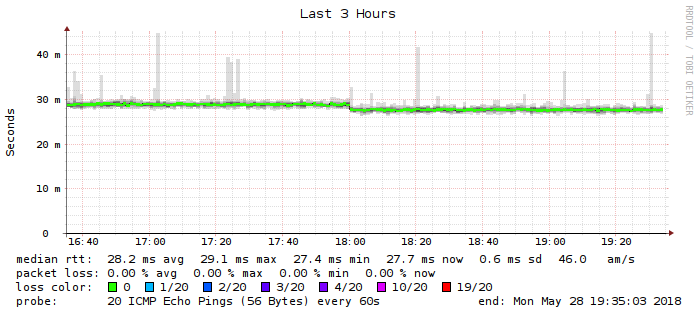 Last 3 Hours
RRDTOOL / TOBI OETIKER
Seconds
40 m
30 m
20 m
10 m
0
16:40 17:00 17:20 17:40 18:00 18:20 18:40 19:00 19:20
median rtt: 28.2 ms avg 29.1 ms max 27.4 ms min 27.7 ms now 0.6 ms sd 46.0 am/s
packet loss: 0.00 % avg 0.00 % max 0.00 % min 0.00 % now
loss color: 0 1/20 2/20 3/20 4/20 10/20 19/20
probe: 20 ICMP Echo Pings (56 Bytes) every 60s end: Mon May 28 19:35:03 2018